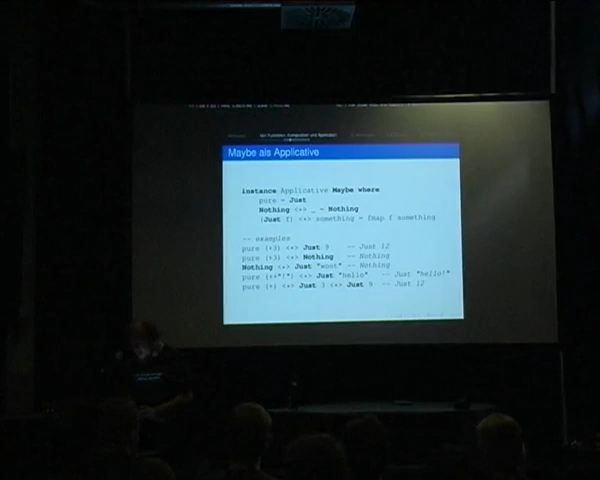 Maybe als Applicative
instance Applicative Maybe where
pure = Just
Nothing <*> _ = Nothing
(Just f) <*> something = fmap f something
-- examples
pure (+3) <*> Just 9 -- Just 12
pure (+3) <*> Nothing -- Nothing
Nothing <*> Just "woot" -- Nothing
pure (++"!") <*> Just "hello" -- Just "hello!"
pure (+) <*> Just 3 <*> Just 9 -- Just 12